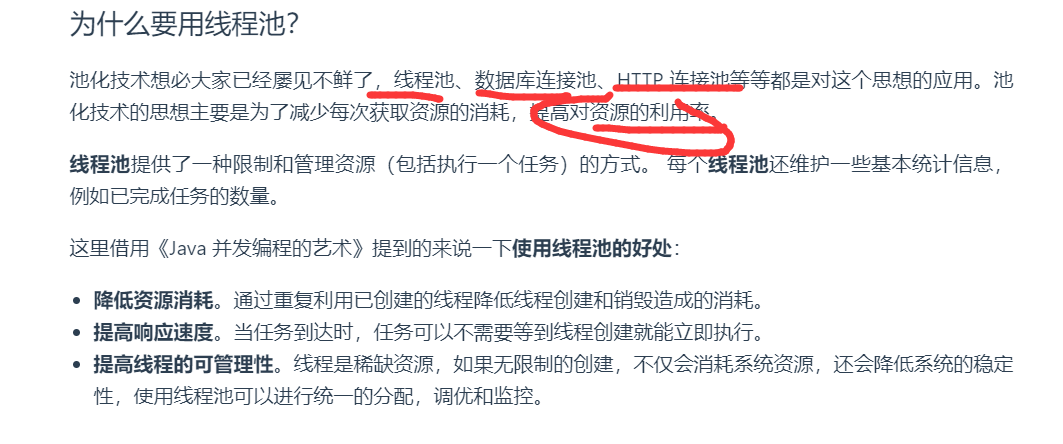 为什么要用线程池？
池化技术想必大家已经屡见不鲜了，线程池、数据库连接池、HTTP 连接池等等都是对这个思想的应用。池
化技术的思想主要是为了减少每次获取资源的消耗，提高对资源的利用率。
线程池提供了一种限制和管理资源（包括执行一个任务）的方式。 每个线程池还维护一些基本统计信息，
例如已完成任务的数量。
这里借用《Java 并发编程的艺术》提到的来说一下使用线程池的好处：
• 降低资源消耗。通过重复利用已创建的线程降低线程创建和销毁造成的消耗。
• 提高响应速度。当任务到达时，任务可以不需要等到线程创建就能立即执行。
• 提高线程的可管理性。线程是稀缺资源，如果无限制的创建，不仅会消耗系统资源，还会降低系统的稳定
性，使用线程池可以进行统一的分配，调优和监控。